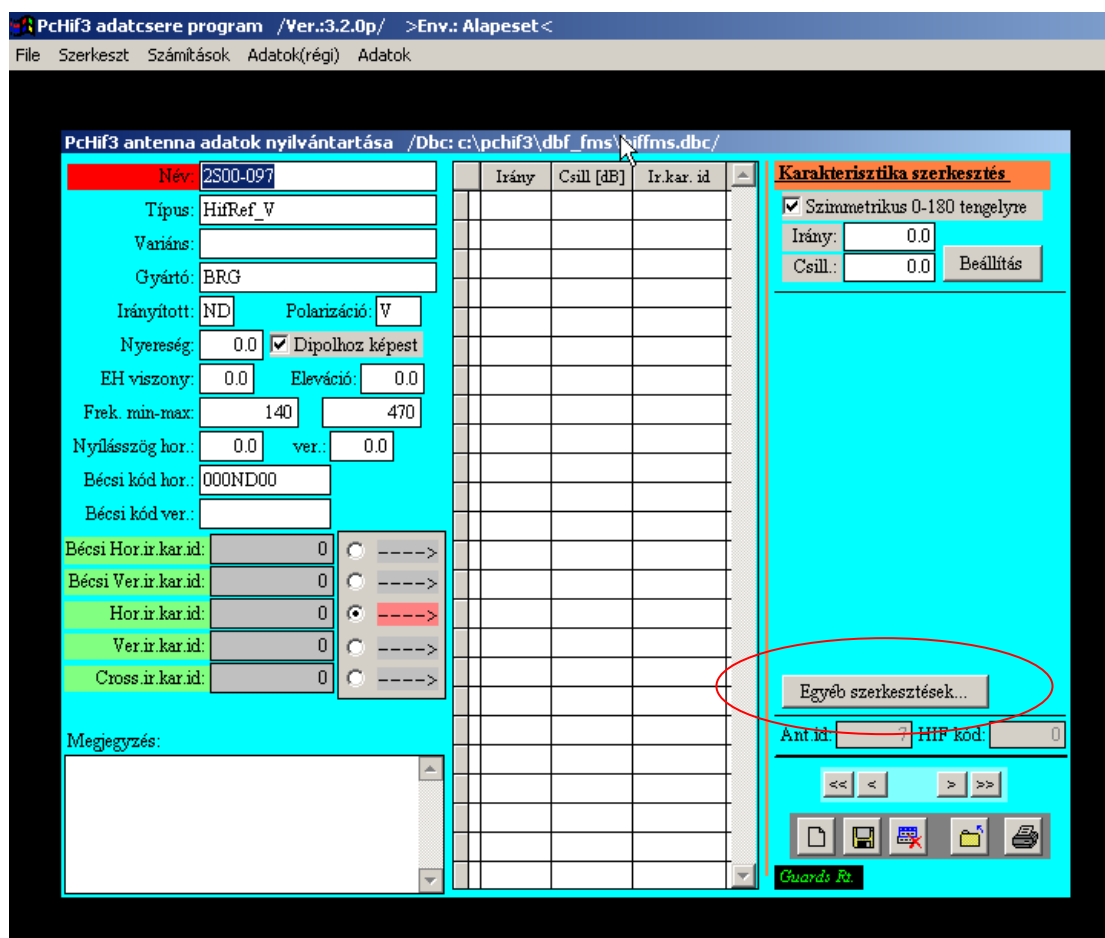 PcHif3 adatcsere program /Ver.:3.2.0p/ >Env.: Alapeset<
File Szerkeszt Számítások Adatok(régi) Adatok
PcHif3 antenna adatok nyilvántartása /Dbc: c:\pchif3\dbf_fms\hiffms.dbc/
Név: 2S00-097
Típus: HifRef_V
Variáns:
Gyártó: BRG
Irányított: ND Polarizáció: V
Nyereség: 0.0 Dipolhoz képest
EH viszony: 0.0 Eleváció: 0.0
Frek. min-max: 140 470
Nyílásszög hor.: 0.0 ver.: 0.0
Bécsi kód hor.: 000ND00
Bécsi kód ver.:
Bécsi Hor.ir.kar.id: 0 ---->
Bécsi Ver.ir.kar.id: 0 ---->
Hor.ir.kar.id: 0 ---->
Ver.ir.kar.id: 0 ---->
Cross.ir.kar.id: 0 ---->
Megjegyzés:
Irány Csill [dB] Ir.kar. id
Karakterisztika szerkesztés
Szimmetrikus 0-180 tengelyre
Irány: 0.0
Csill.: 0.0 Beállítás
Egyéb szerkesztések...
Ant.id: 7 HIF kód: 0
<< < > >>
Guards Rt.